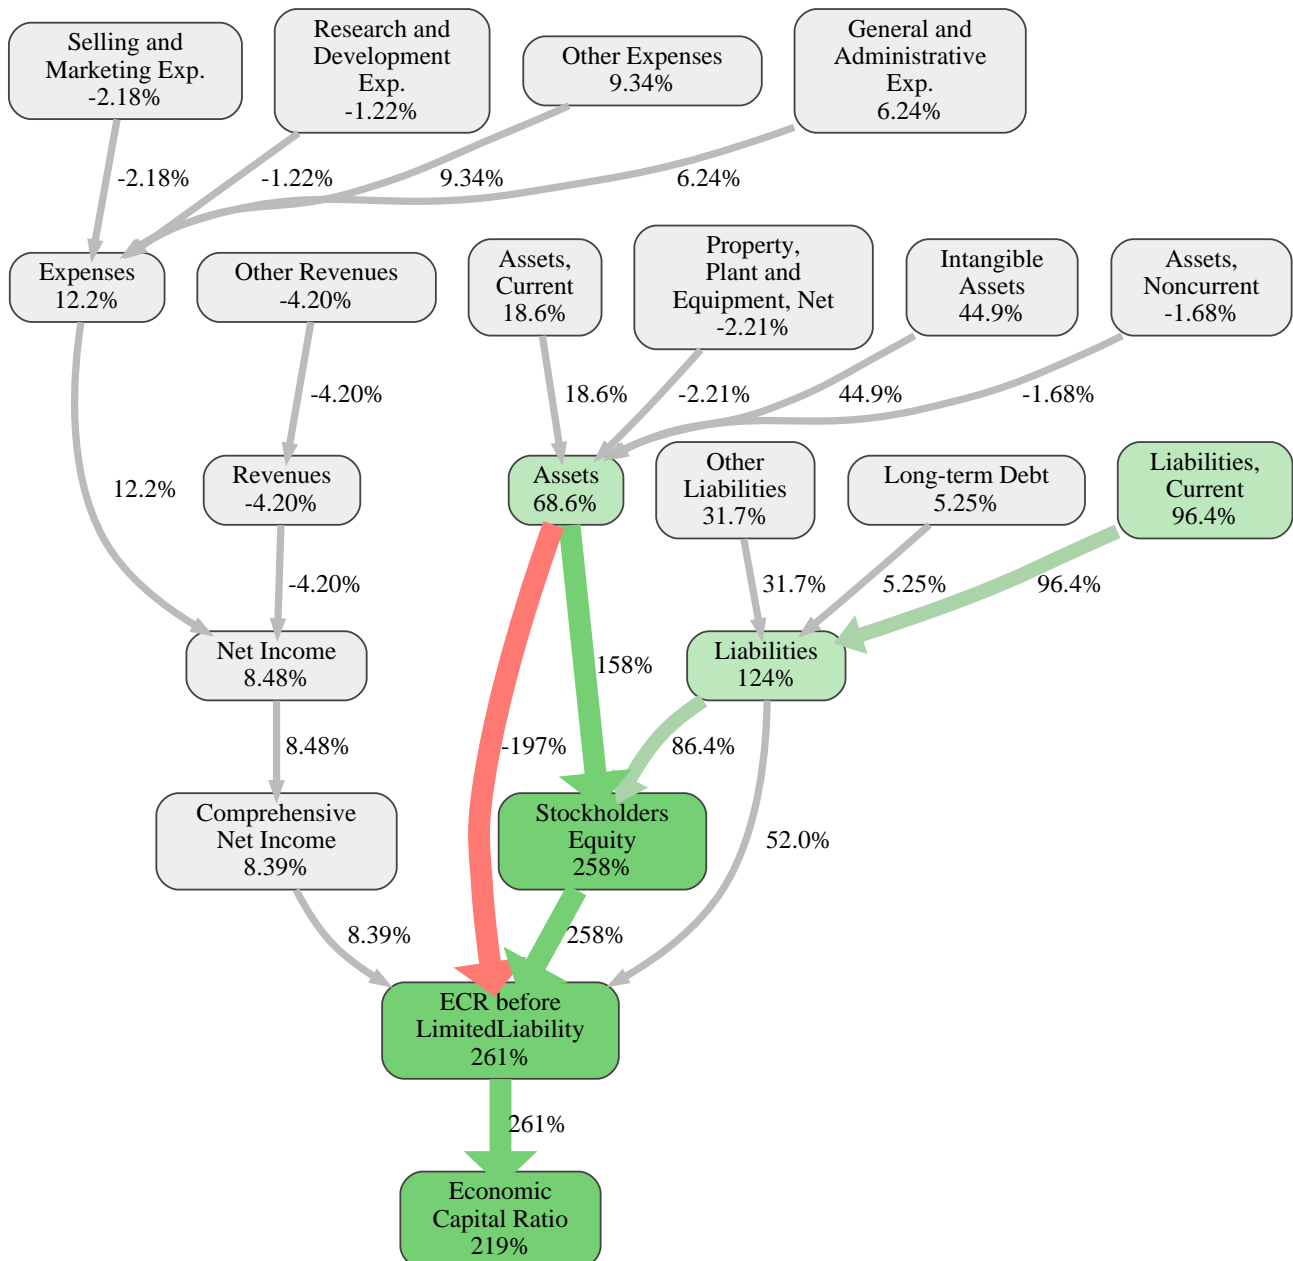 Selling and
Marketing Exp.
-2.18%
Research and
Development
Exp.
-1.22%
Other Expenses
9.34%
General and
Administrative
Exp.
6.24%
-2.18%
-1.22%
9.34%
6.24%
Expenses
12.2%
Other Revenues
-4.20%
Assets,
Current
18.6%
Property,
Plant and
Equipment, Net
-2.21%
Intangible
Assets
44.9%
Assets,
Noncurrent
-1.68%
-4.20%
18.6%
-2.21%
44.9%
-1.68%
12.2%
Revenues
-4.20%
Assets
68.6%
Other
Liabilities
31.7%
Long-term Debt
5.25%
Liabilities,
Current
96.4%
-4.20%
31.7%
5.25%
96.4%
Net Income
8.48%
158%
Liabilities
124%
8.48%
-197%
86.4%
Comprehensive
Net Income
8.39%
Stockholders
Equity
258%
52.0%
8.39%
258%
ECR before
LimitedLiability
261%
261%
Economic
Capital Ratio
219%